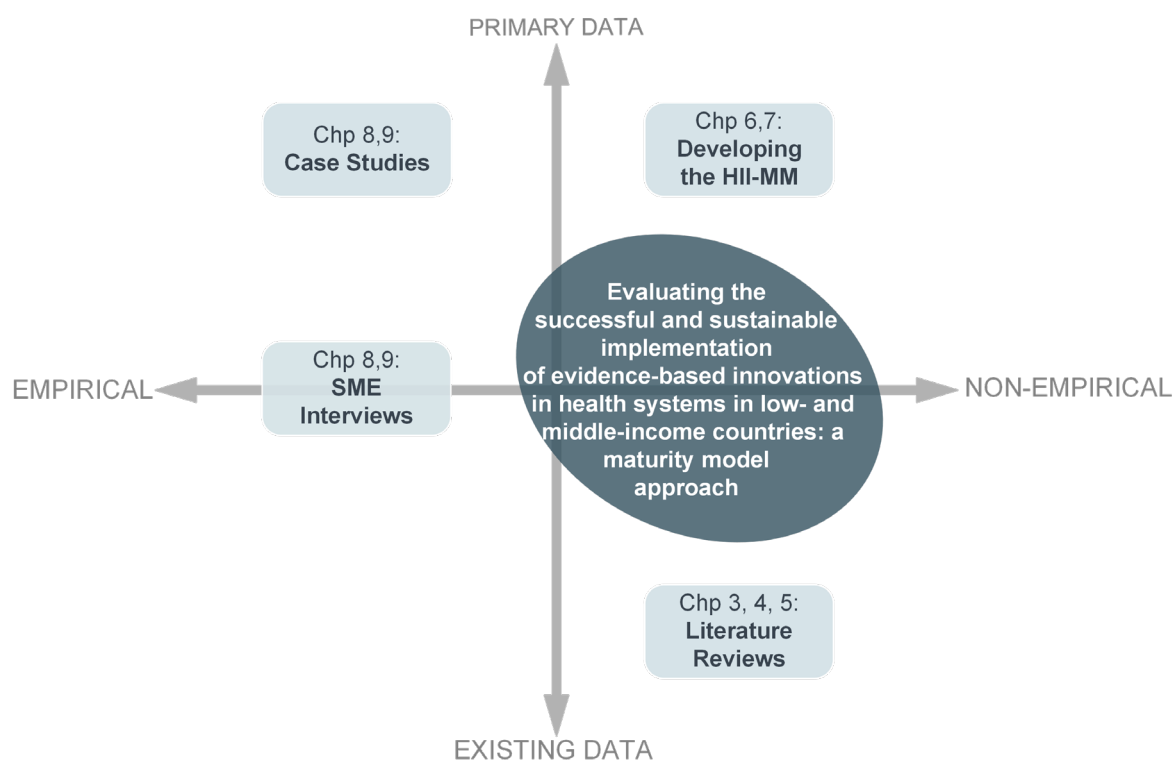 PRIMARY DATA
Chp 8,9:
Case Studies
Chp 6,7:
Developing
the HII-MM
Evaluating the
successful and sustainable
implementation
of evidence-based innovations
in health systems in low- and
middle-income countries: a
maturity model
approach
EMPIRICAL
Chp 8,9:
SME
Interviews
NON-EMPIRICAL
Chp 3, 4, 5:
Literature
Reviews
EXISTING DATA